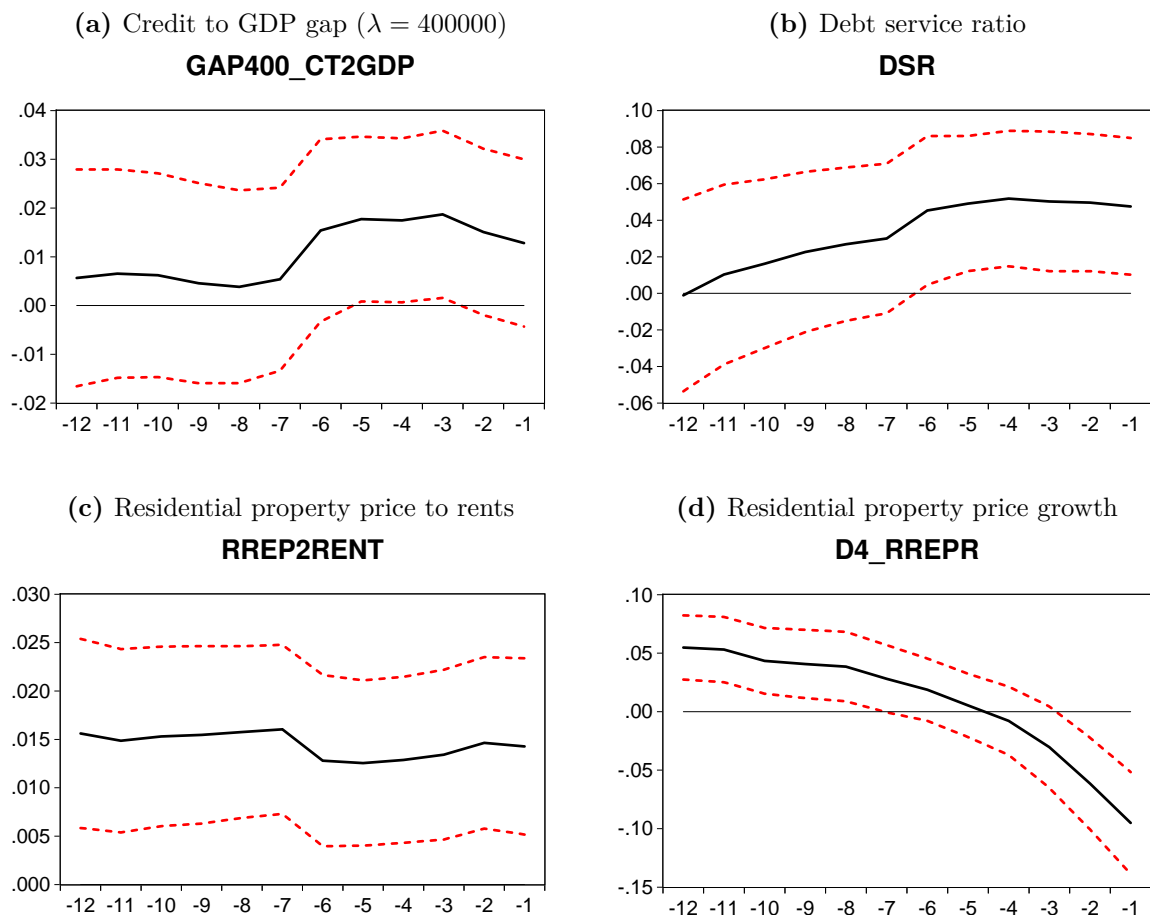 (a) Credit to GDP gap (λ = 400000)
GAP400_CT2GDP
.04
.03
.02
.01
.00
-.01
-.02
-12 -11 -10 -9 -8 -7 -6 -5 -4 -3 -2 -1
(b) Debt service ratio
DSR
.10
.08
.06
.04
.02
.00
-.02
-.04
-.06
-12 -11 -10 -9 -8 -7 -6 -5 -4 -3 -2 -1
(c) Residential property price to rents
RREP2RENT
.030
.025
.020
.015
.010
.005
.000
-12 -11 -10 -9 -8 -7 -6 -5 -4 -3 -2 -1
(d) Residential property price growth
D4_RREPR
.10
.05
.00
-.05
-.10
-.15
-12 -11 -10 -9 -8 -7 -6 -5 -4 -3 -2 -1